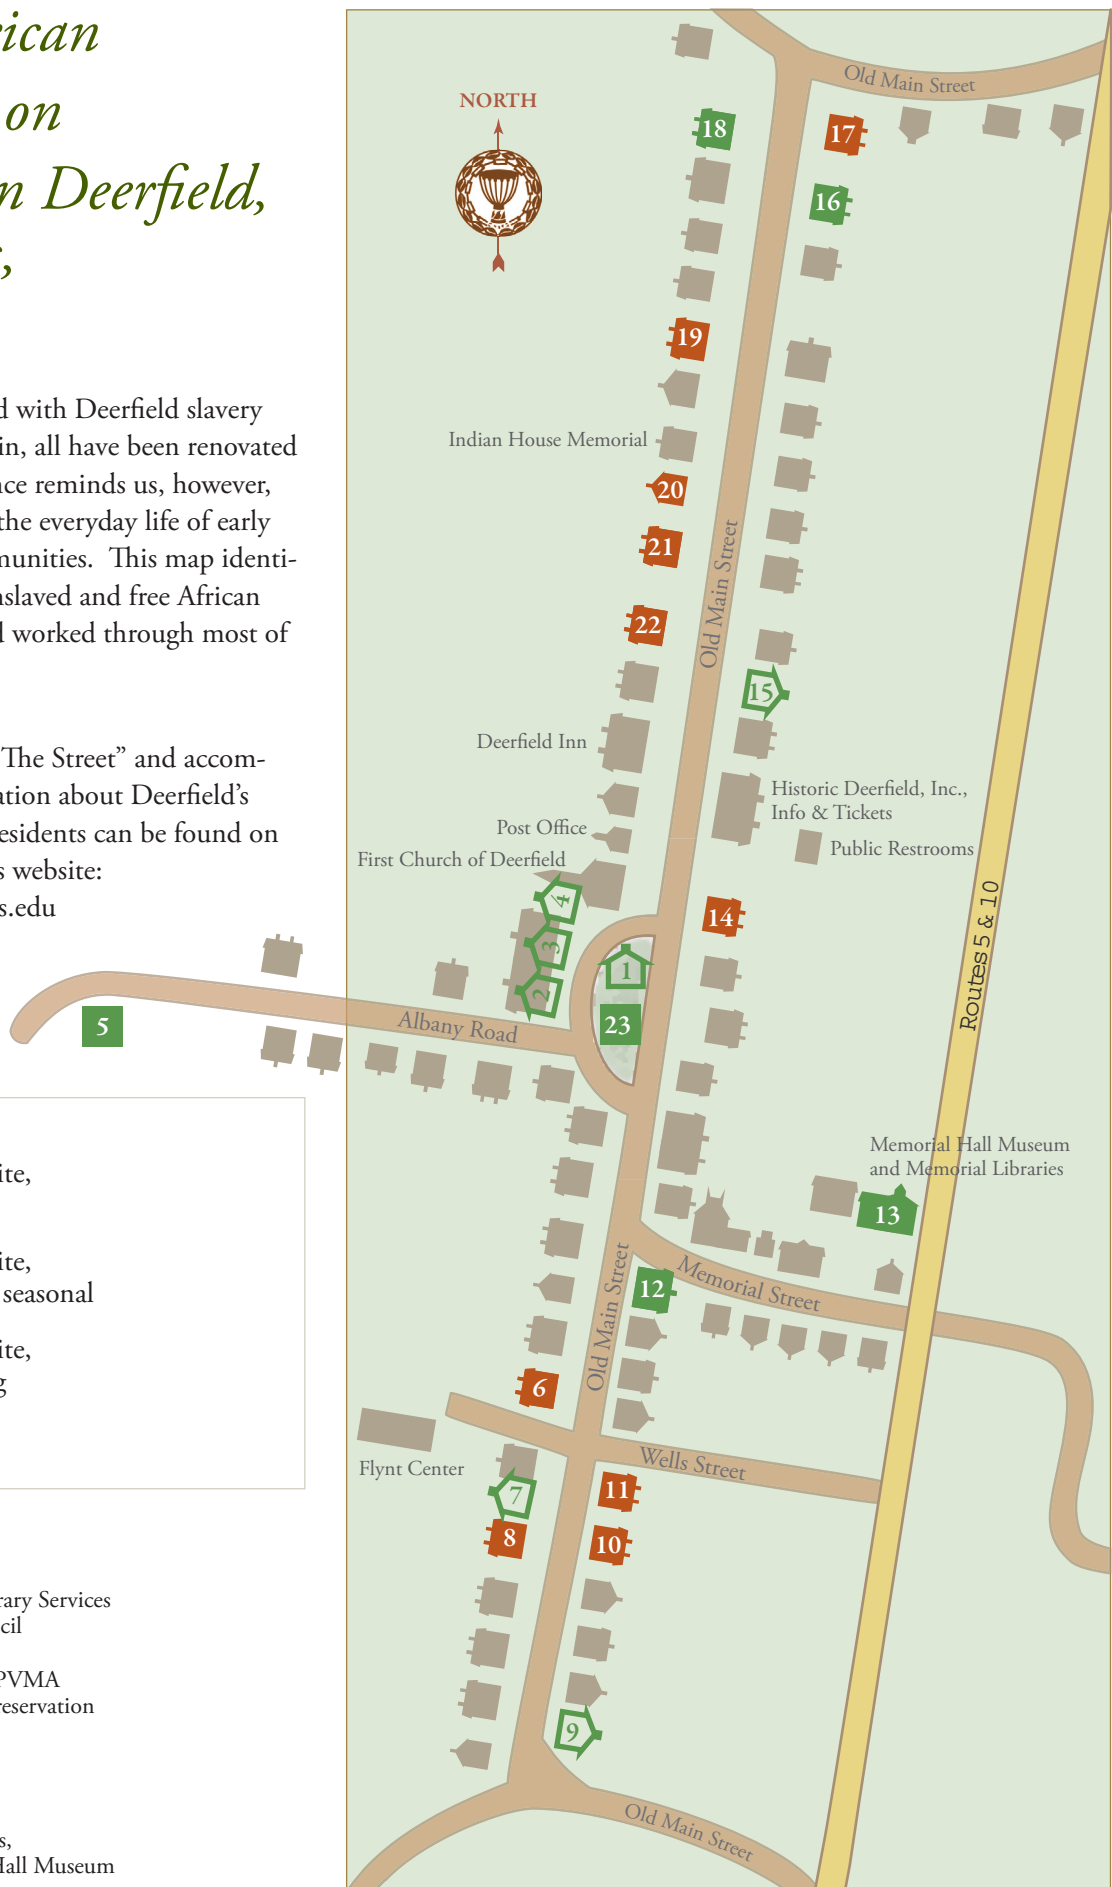 rican
on
n Deerfield,
s,
d with Deerfield slavery
in, all have been renovated
nce reminds us, however,
the everyday life of early
munities. This map identi-
nslaved and free African
d worked through most of
The Street” and accom-
ation about Deerfield’s
esidents can be found on
s website:
s.edu
ite,
ite,
seasonal
ite,
g
rary Services
cil
PVMA
reservation
s,
Hall Museum
NORTH
Old Main Street
18
17
16
19
Indian House Memorial
20
21
22
Old Main Street
15
Deerfield Inn
Historic Deerfield, Inc.,
Info & Tickets
Post Office
Public Restrooms
First Church of Deerfield
4
14
3
1
2
23
5
Albany Road
Routes 5 & 10
Memorial Hall Museum
and Memorial Libraries
13
Memorial Street
12
Old Main Street
6
Flynt Center
Wells Street
7
11
8
10
9
Old Main Street